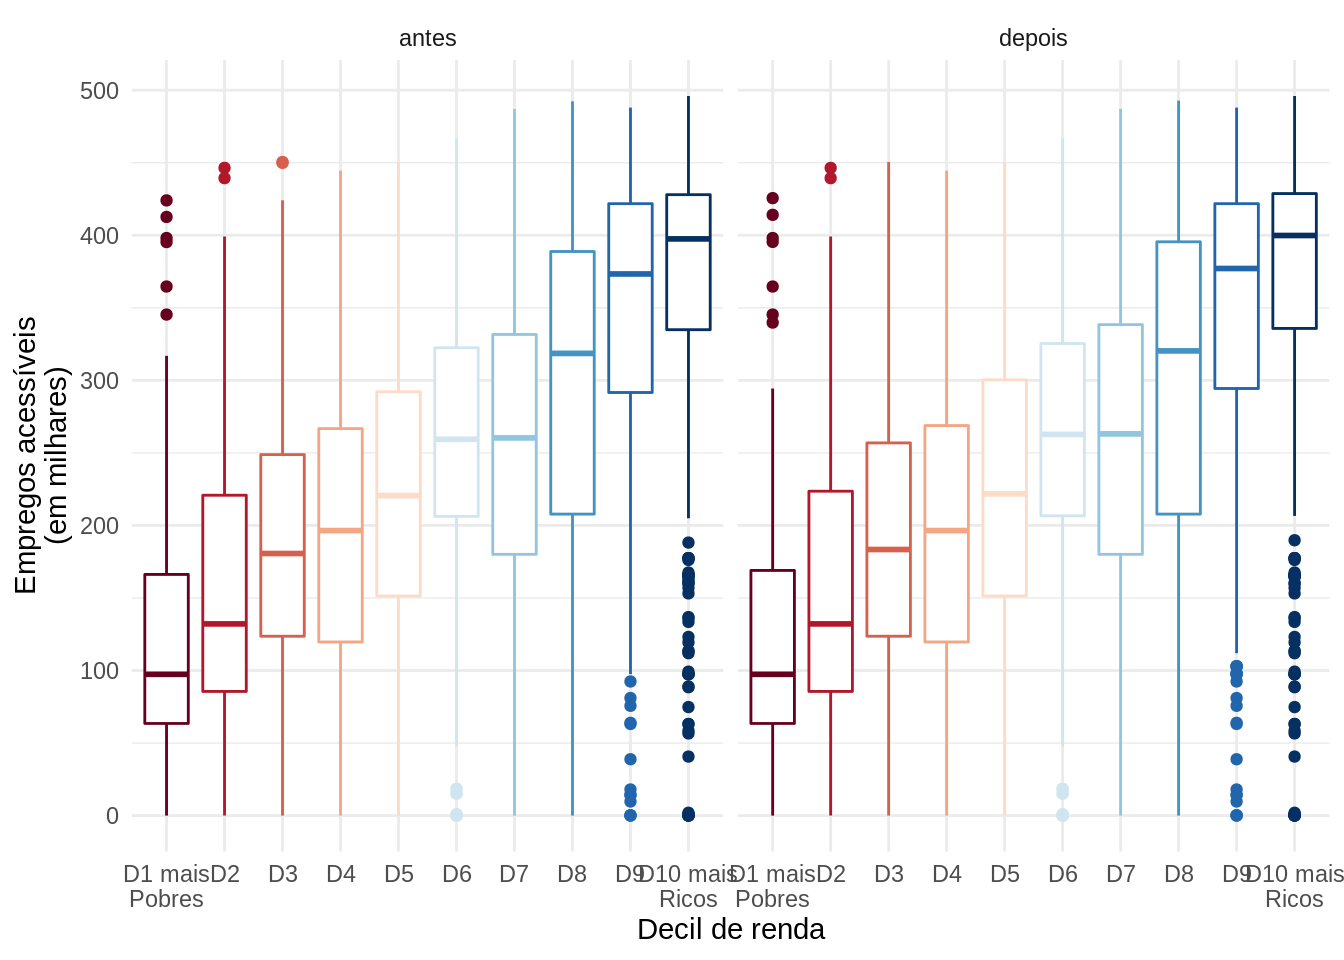 antes
depois
Empregos acessíveis
(em milhares)
500
400
300
200
100
0
D1 mais
Pobres
D2
D3
D4
D5
D6
D7
D8
D9
D10 mais
Ricos
D1 mais
Pobres
D2
D3
D4
D5
D6
D7
D8
D9
D10 mais
Ricos
Decil de renda